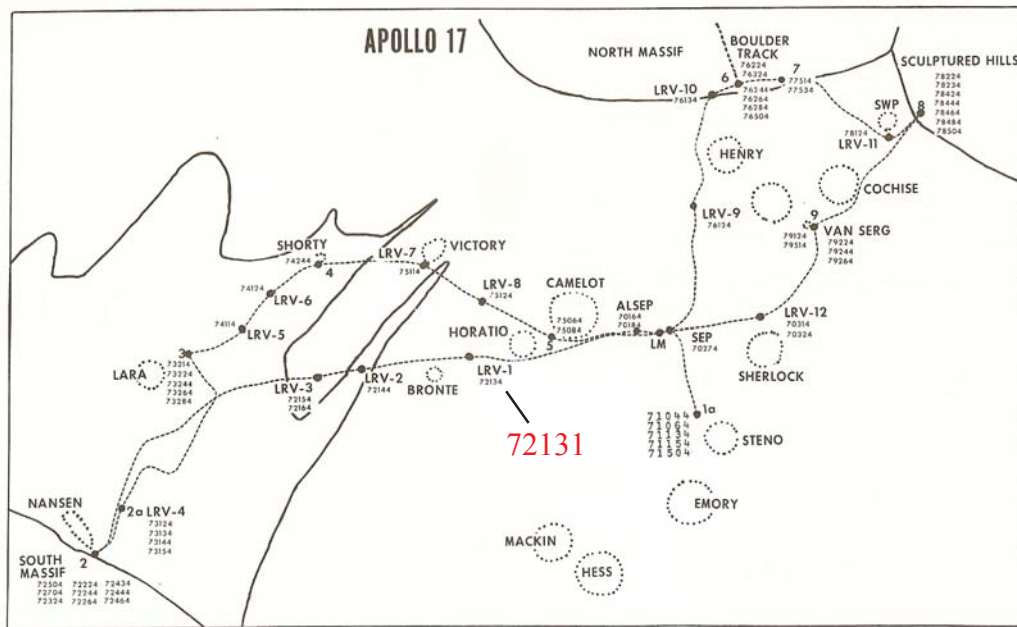 APOLLO 17
NORTH MASSIF
BOULDER
TRACK
76224
76324
6
76244
76264
76284
76504
7
77514
77534
SCULPTURED HILLS
78224
78234
78424
78444
78464
78484
78504
LRV-10
76134
SWP
8
78124
LRV-11
HENRY
COCHISE
LRV-9
76124
9
VAN SERG
79124
79514
79224
79244
79264
SHORTY
74244
4
LRV-7
75114
VICTORY
74124
LRV-6
LRV-8
75124
CAMELOT
75064
75084
5
HORATIO
ALSEP
70164
70184
LM
SEP
70274
LRV-12
70314
70324
SHERLOCK
74114
LRV-5
3
73214
73224
73244
73264
73284
LARA
LRV-3
72154
72164
LRV-2
72144
BRONTE
LRV-1
72134
72131
1a
71044
71064
71134
71154
71504
STENO
EMORY
MACKIN
HESS
NANSEN
2a LRV-4
73124
73134
73144
73154
2
SOUTH
MASSIF
72504 72224 72434
72704 72244 72444
72324 72264 72464